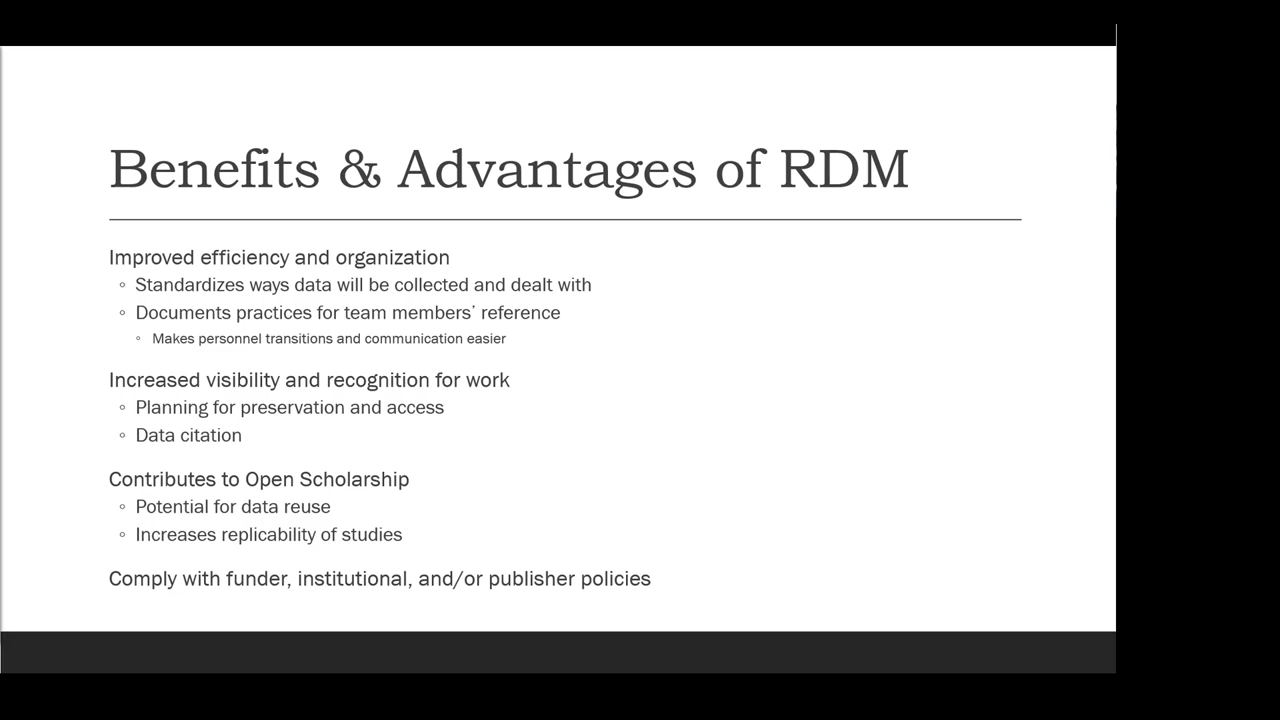 Benefits & Advantages of RDM
Improved efficiency and organization
◦ Standardizes ways data will be collected and dealt with
◦ Documents practices for team members’ reference
◦ Makes personnel transitions and communication easier
Increased visibility and recognition for work
◦ Planning for preservation and access
◦ Data citation
Contributes to Open Scholarship
◦ Potential for data reuse
◦ Increases replicability of studies
Comply with funder, institutional, and/or publisher policies